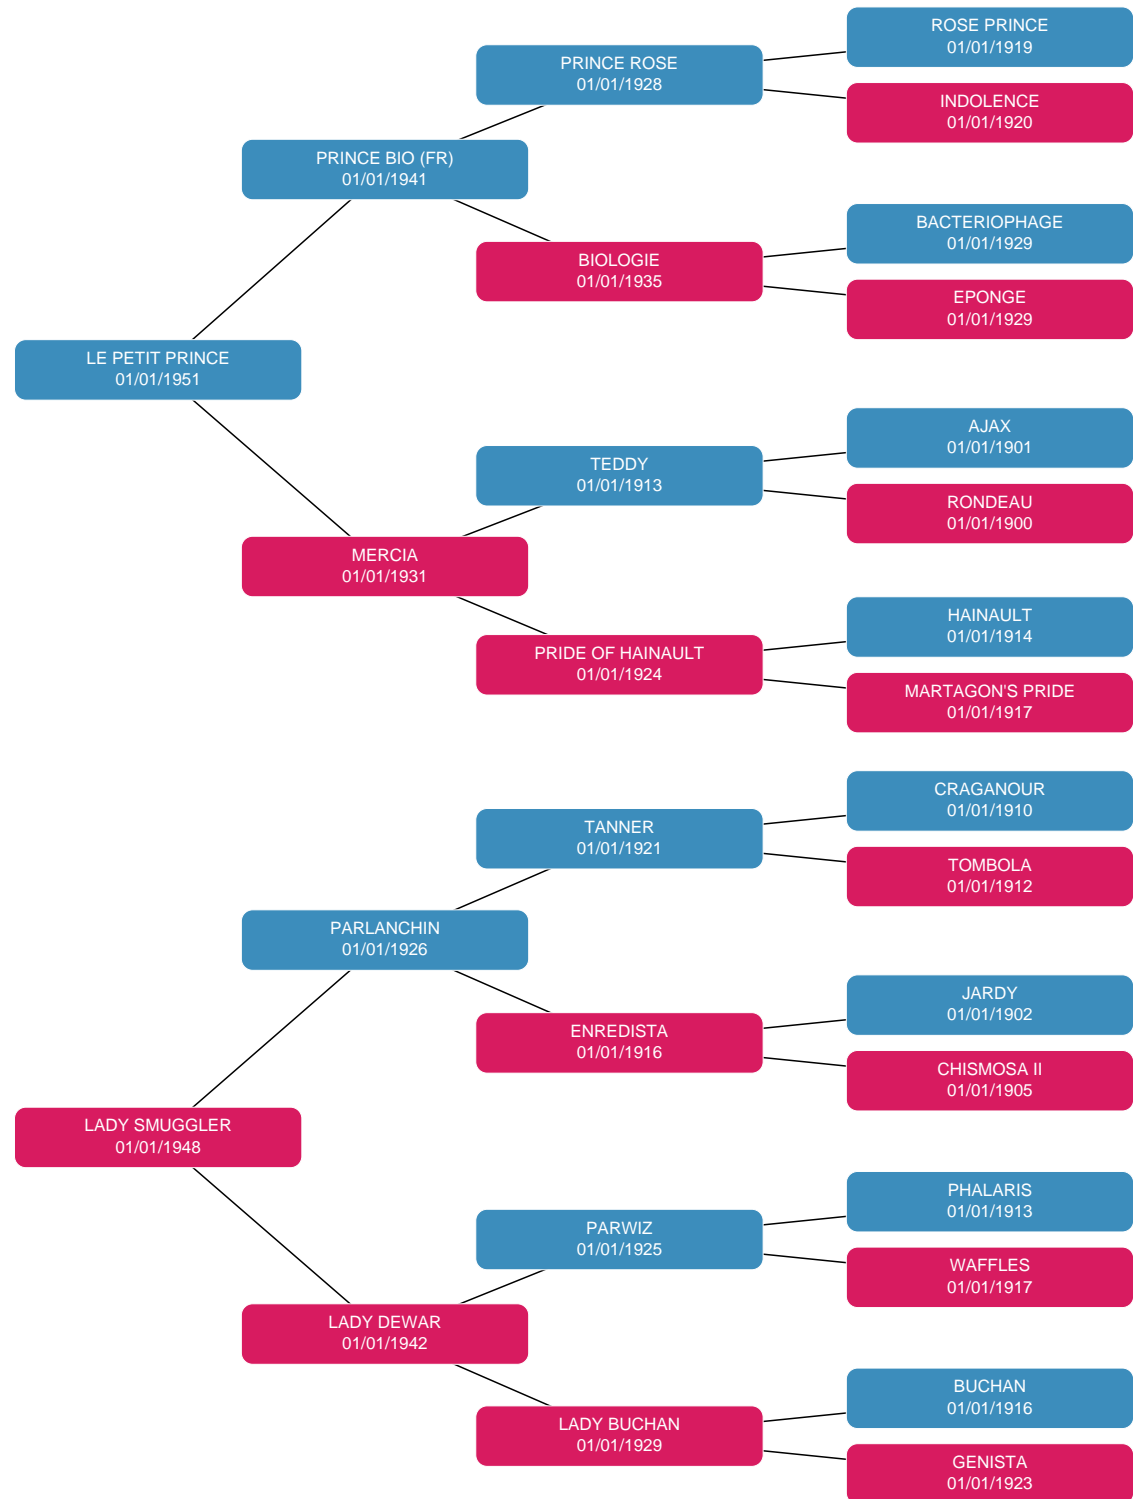 ROSE PRINCE
01/01/1919
PRINCE ROSE
01/01/1928
INDOLENCE
01/01/1920
PRINCE BIO (FR)
01/01/1941
BACTERIOPHAGE
01/01/1929
BIOLOGIE
01/01/1935
EPONGE
01/01/1929
LE PETIT PRINCE
01/01/1951
AJAX
01/01/1901
TEDDY
01/01/1913
RONDEAU
01/01/1900
MERCIA
01/01/1931
HAINAULT
01/01/1914
PRIDE OF HAINAULT
01/01/1924
MARTAGON'S PRIDE
01/01/1917
CRAGANOUR
01/01/1910
TANNER
01/01/1921
TOMBOLA
01/01/1912
PARLANCHIN
01/01/1926
JARDY
01/01/1902
ENREDISTA
01/01/1916
CHISMOSA II
01/01/1905
LADY SMUGGLER
01/01/1948
PHALARIS
01/01/1913
PARWIZ
01/01/1925
WAFFLES
01/01/1917
LADY DEWAR
01/01/1942
BUCHAN
01/01/1916
LADY BUCHAN
01/01/1929
GENISTA
01/01/1923